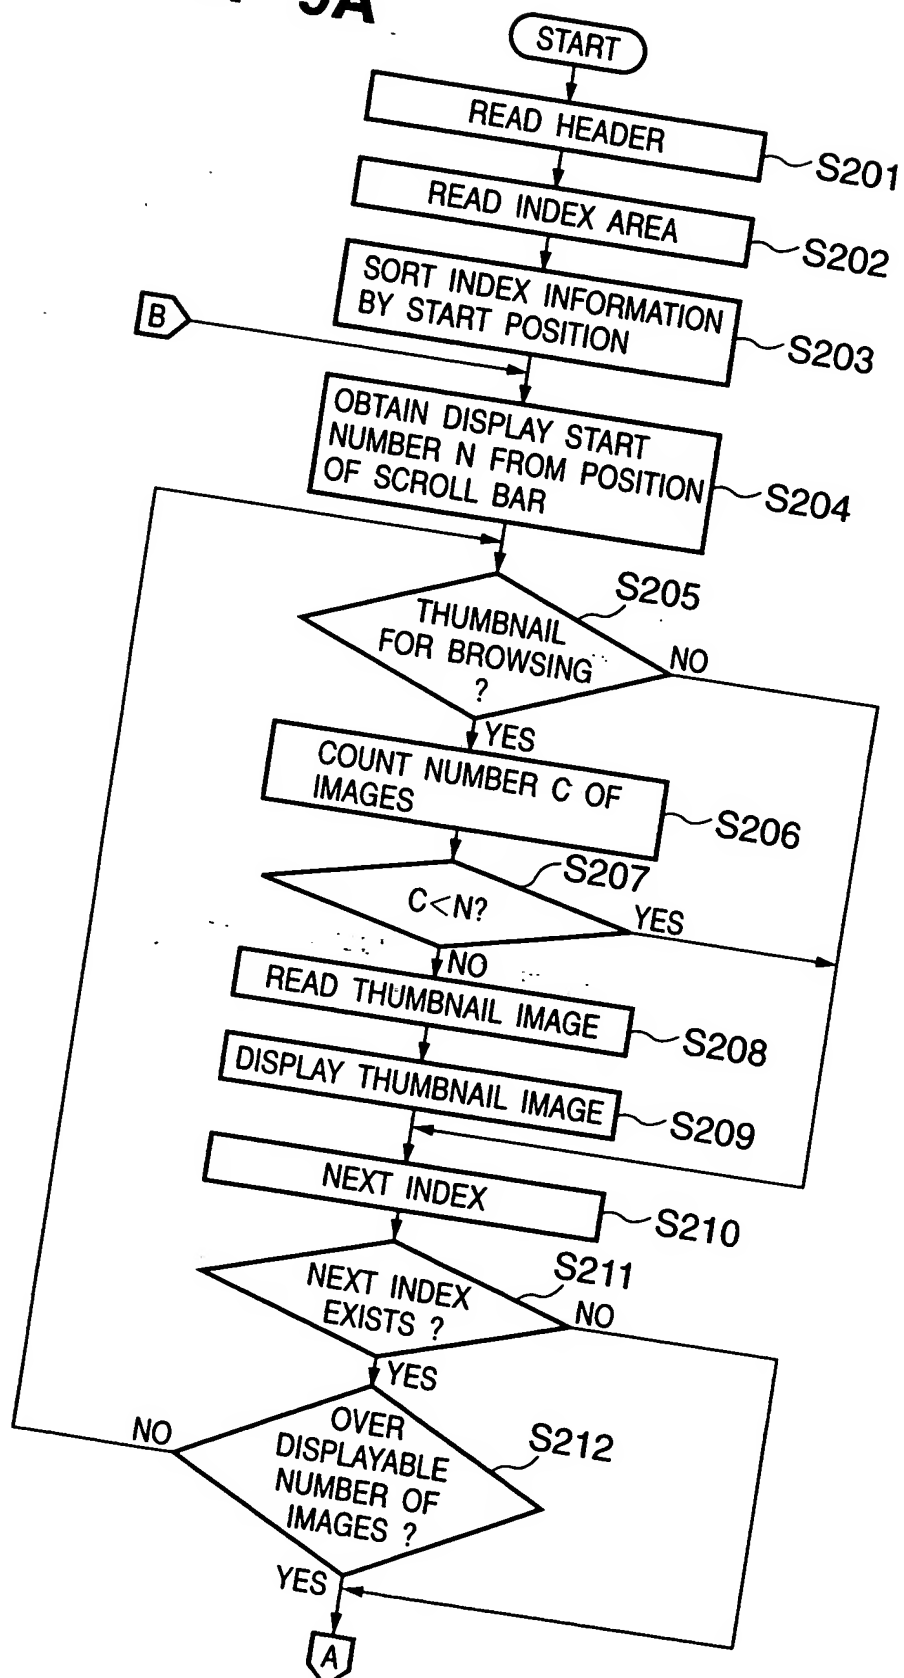 9A
START
READ HEADER
S201
READ INDEX AREA
S202
SORT INDEX INFORMATION
BY START POSITION
S203
B
OBTAIN DISPLAY START
NUMBER N FROM POSITION
OF SCROLL BAR
S204
S205
THUMBNAIL
FOR BROWSING
?
NO
YES
COUNT NUMBER C OF
IMAGES
S206
S207
C<N?
YES
NO
READ THUMBNAIL IMAGE
S208
DISPLAY THUMBNAIL IMAGE
S209
NEXT INDEX
S210
S211
NEXT INDEX
EXISTS ?
NO
YES
NO
S212
OVER
DISPLAYABLE
NUMBER OF
IMAGES ?
YES
A